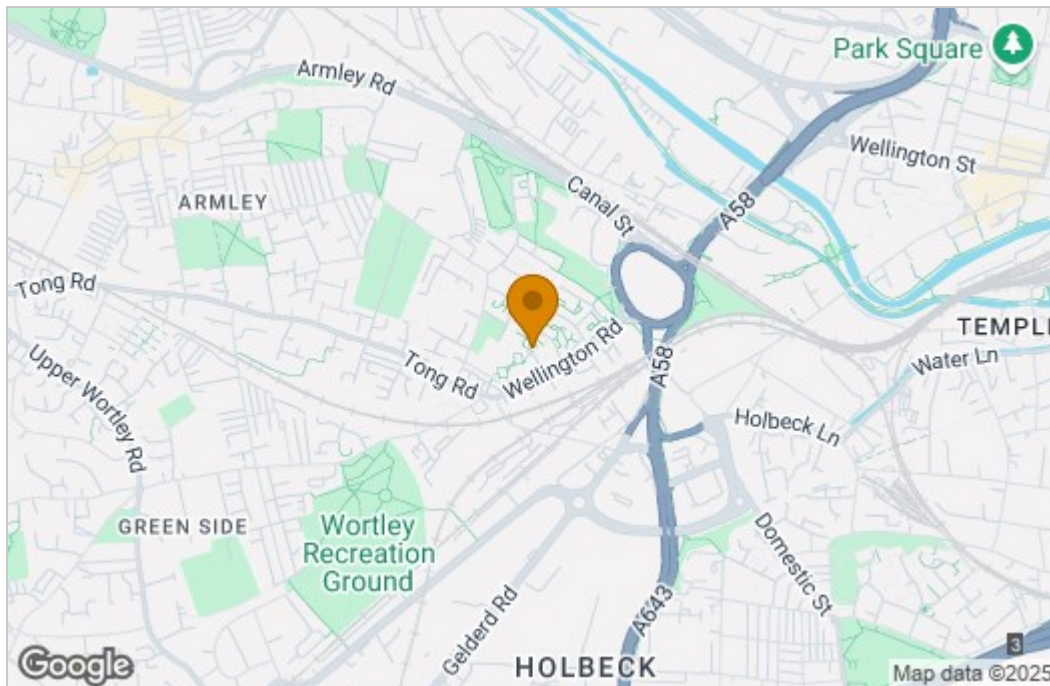 Park Square
Armley Rd
Wellington St
Canal St
A58
ARMLEY
Tong Rd
TEMPLE
Wellington Rd
Water Ln
Tong Rd
A58
Upper Wortley Rd
Holbeck Ln
GREEN SIDE
Wortley
Recreation
Ground
Domestic St
Gelderd Rd
A643
3
HOLBECK
Google
Map data ©2025